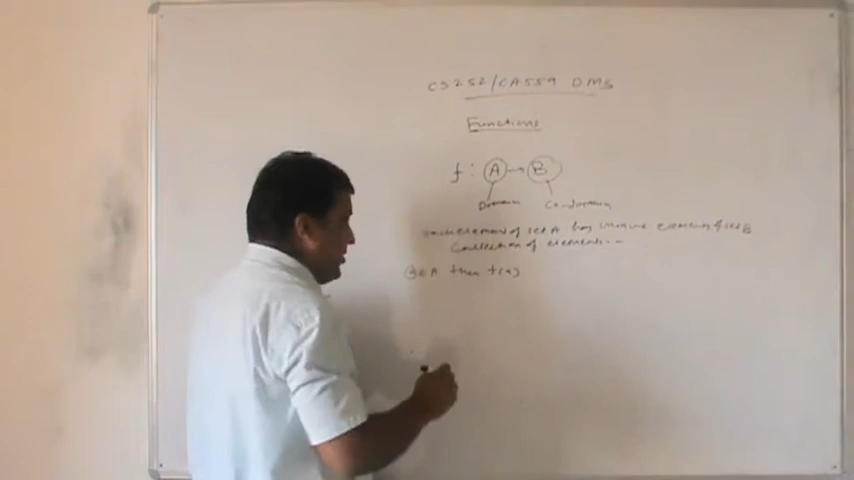 CS252/CA559 DMS
Functions
f: A → B
Domain Co-domain
each element of set A has unique element of set B
Collection of elements --
a ∈ A then f(a)